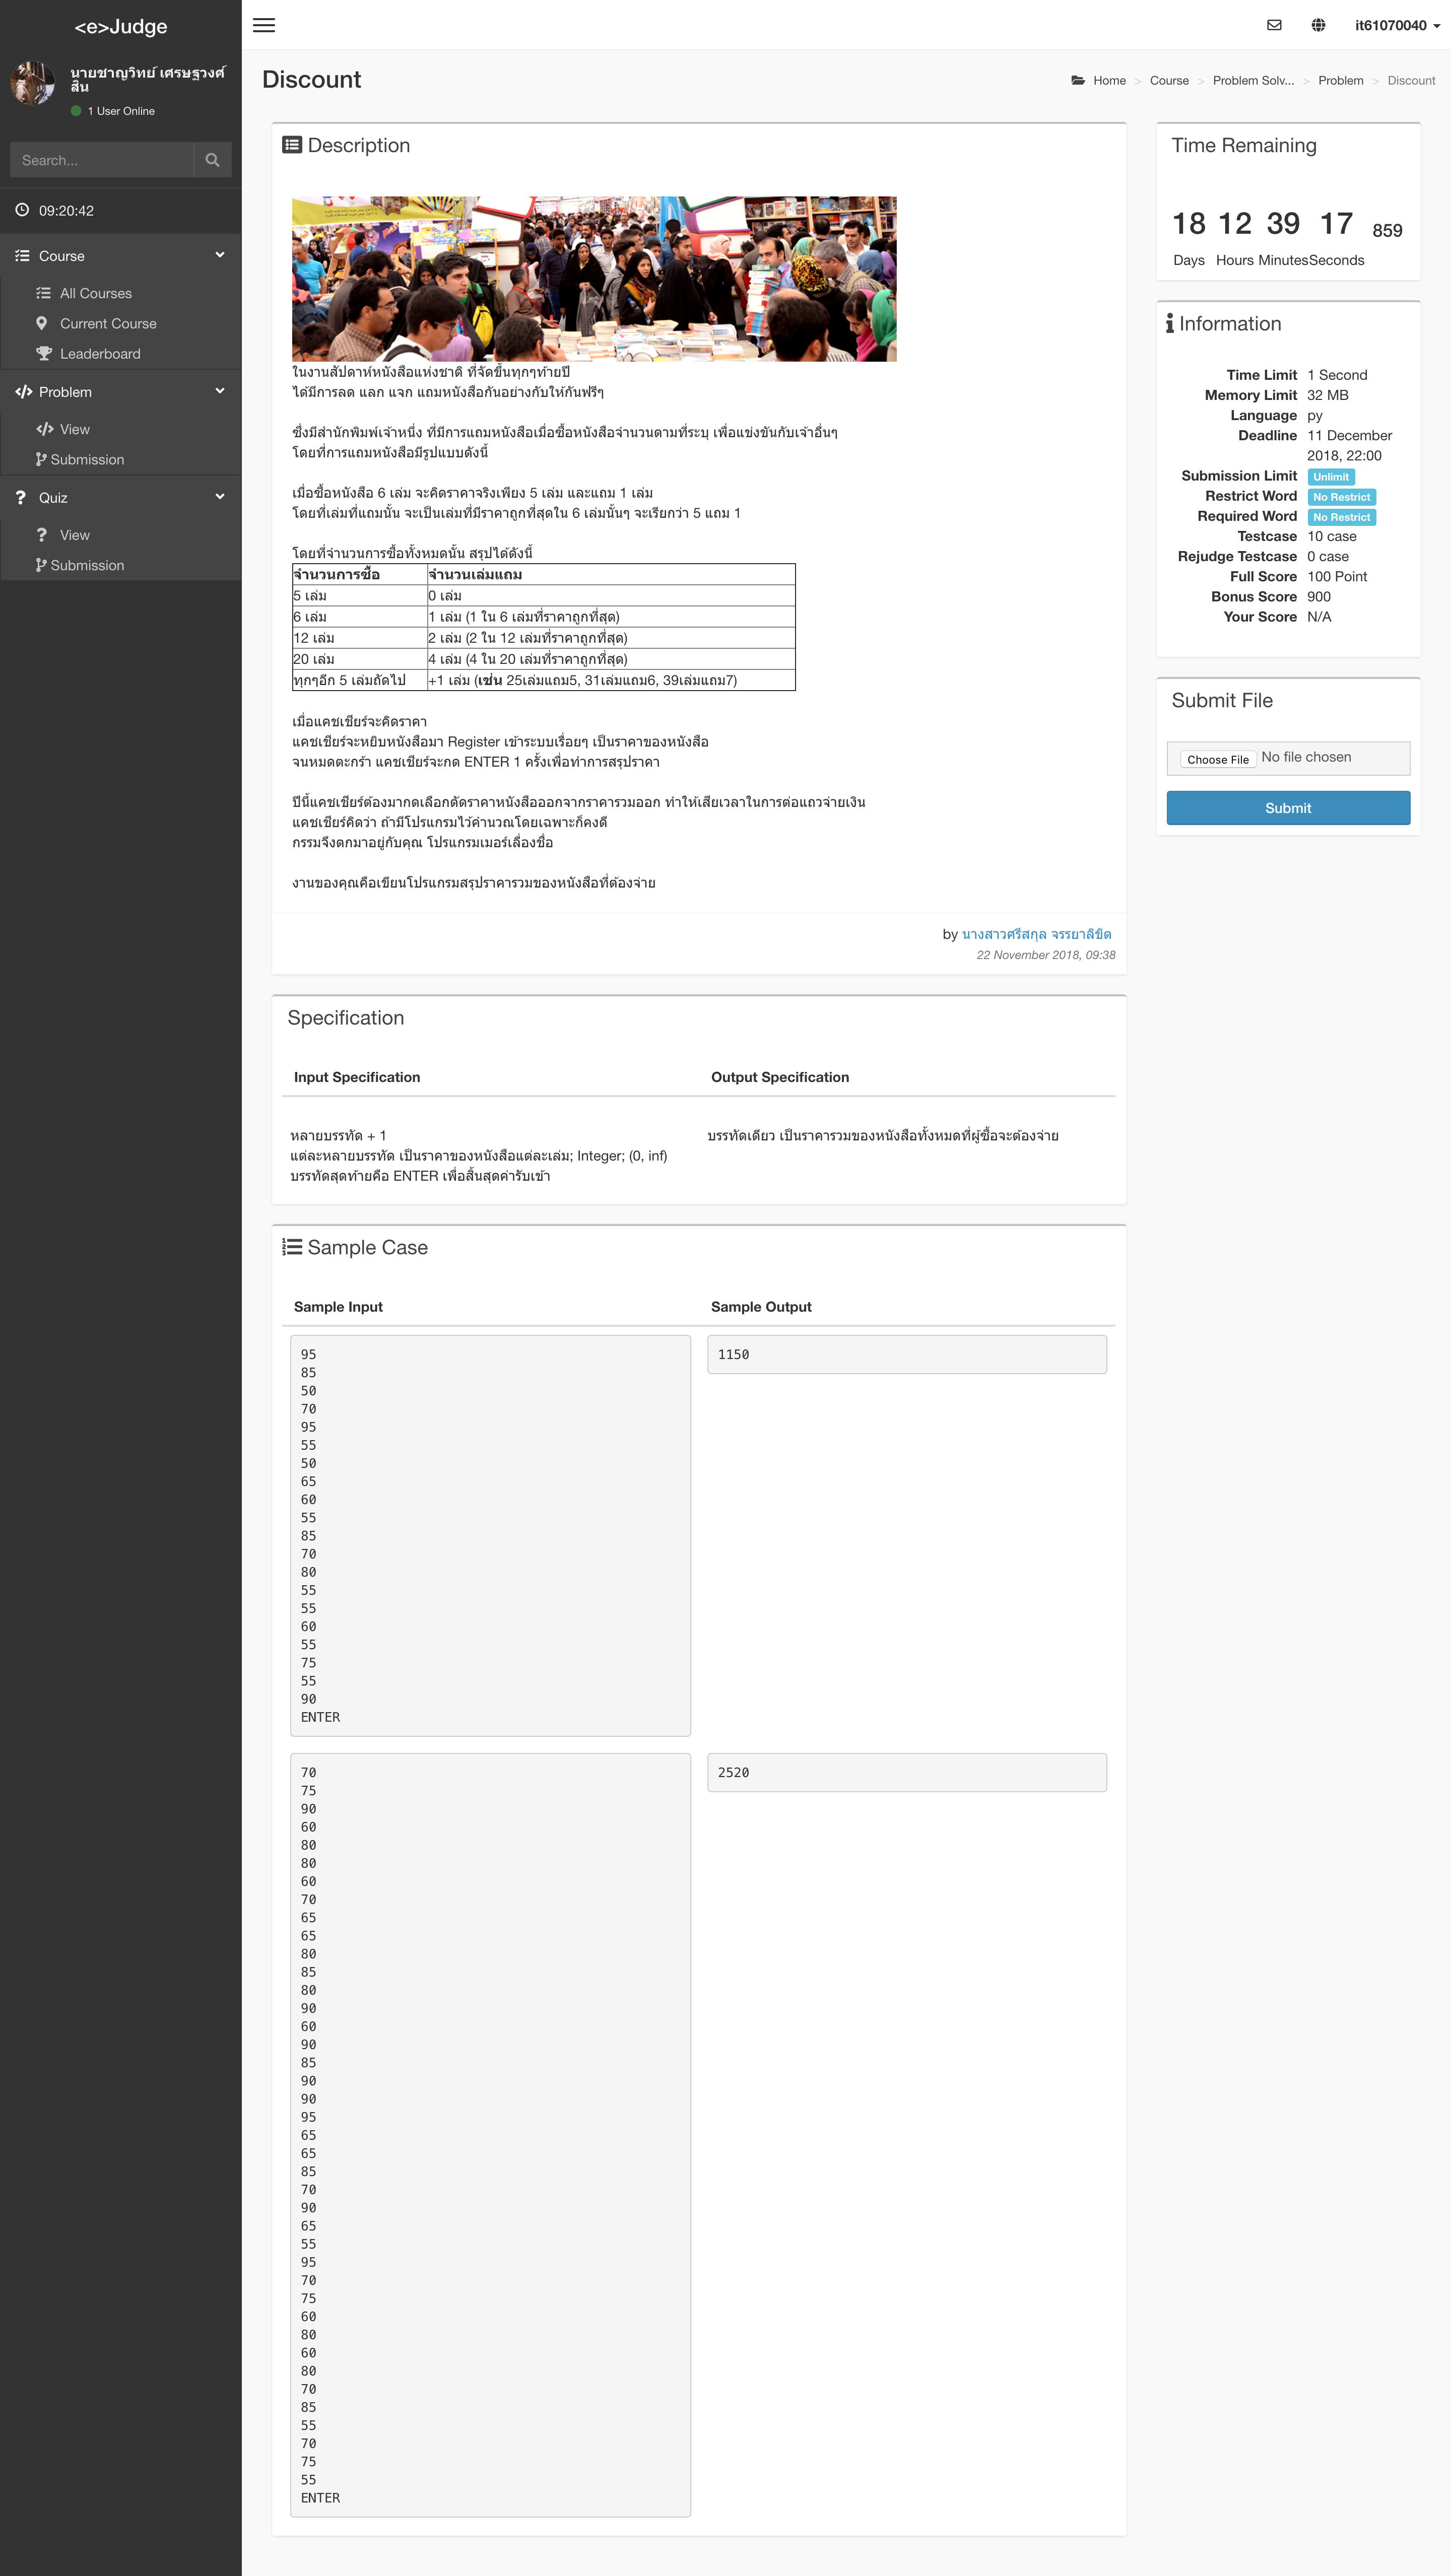 <e>Judge
นายชาญวิทย์ เศรษฐวงศ์
สิน
1 User Online
Search...
09:20:42
Course
All Courses
Current Course
Leaderboard
Problem
View
Submission
Quiz
View
Submission
it61070040
Discount
Home > Course > Problem Solv... > Problem > Discount
Description
ในงานสัปดาห์หนังสือแห่งชาติ ที่จัดขี้นทุกๆท้ายปี
ได้มีการลด แลก แจก แถมหนังสือกันอย่างกับให้กันฟรีๆ
ซึ่งมีสำนักพิมพ์เจ้าหนึ่ง ที่มีการแถมหนังสือเมื่อซื้อหนังสือจำนวนตามที่ระบุ เพื่อแข่งขันกับเจ้าอื่นๆ
โดยที่การแถมหนังสือมีรูปแบบดังนี้
เมื่อซื้อหนังสือ 6 เล่ม จะคิดราคาจริงเพียง 5 เล่ม และแถม 1 เล่ม
โดยที่เล่มที่แถมนั้น จะเป็นเล่มที่มีราคาถูกที่สุดใน 6 เล่มนั้นๆ จะเรียกว่า 5 แถม 1
โดยที่จำนวนการซื้อทั้งหมดนั้น สรุปได้ดังนี้
จำนวนการซื้อ จำนวนเล่มแถม
5 เล่ม 0 เล่ม
6 เล่ม 1 เล่ม (1 ใน 6 เล่มที่ราคาถูกที่สุด)
12 เล่ม 2 เล่ม (2 ใน 12 เล่มที่ราคาถูกที่สุด)
20 เล่ม 4 เล่ม (4 ใน 20 เล่มที่ราคาถูกที่สุด)
ทุกๆอีก 5 เล่มถัดไป +1 เล่ม (เช่น 25เล่มแถม5, 31เล่มแถม6, 39เล่มแถม7)
เมื่อแคชเชียร์จะคิดราคา
แคชเชียร์จะหยิบหนังสือมา Register เข้าระบบเรื่อยๆ เป็นราคาของหนังสือ
จนหมดตะกร้า แคชเชียร์จะกด ENTER 1 ครั้งเพื่อทำการสรุปราคา
ปีนี้แคชเชียร์ต้องมากดเลือกตัดราคาหนังสือออกจากราคารวมออก ทำให้เสียเวลาในการต่อแถวจ่ายเงิน
แคชเชียร์คิดว่า ถ้ามีโปรแกรมไว้คำนวณโดยเฉพาะก็คงดี
กรรมจึงตกมาอยู่กับคุณ โปรแกรมเมอร์เลื่องชื่อ
งานของคุณคือเขียนโปรแกรมสรุปราคารวมของหนังสือที่ต้องจ่าย
by นางสาวศรีสกุล จรรยาลิขิต
22 November 2018, 09:38
Specification
Input Specification Output Specification
หลายบรรทัด + 1
แต่ละหลายบรรทัด เป็นราคาของหนังสือแต่ละเล่ม; Integer; (0, inf)
บรรทัดสุดท้ายคือ ENTER เพื่อสิ้นสุดค่ารับเข้า
บรรทัดเดียว เป็นราคารวมของหนังสือทั้งหมดที่ผู้ซื้อจะต้องจ่าย
Sample Case
Sample Input Sample Output
95
85
50
70
95
55
50
65
60
55
85
70
80
55
55
60
55
75
55
90
ENTER
1150
70
75
90
60
80
80
60
70
65
65
80
85
80
90
60
90
85
90
90
95
65
65
85
70
90
65
55
95
70
75
60
80
60
80
70
85
55
70
75
55
ENTER
2520
Time Remaining
18 12 39 17 859
Days Hours Minutes Seconds
Information
Time Limit 1 Second
Memory Limit 32 MB
Language py
Deadline 11 December
2018, 22:00
Submission Limit Unlimit
Restrict Word No Restrict
Required Word No Restrict
Testcase 10 case
Rejudge Testcase 0 case
Full Score 100 Point
Bonus Score 900
Your Score N/A
Submit File
Choose File No file chosen
Submit